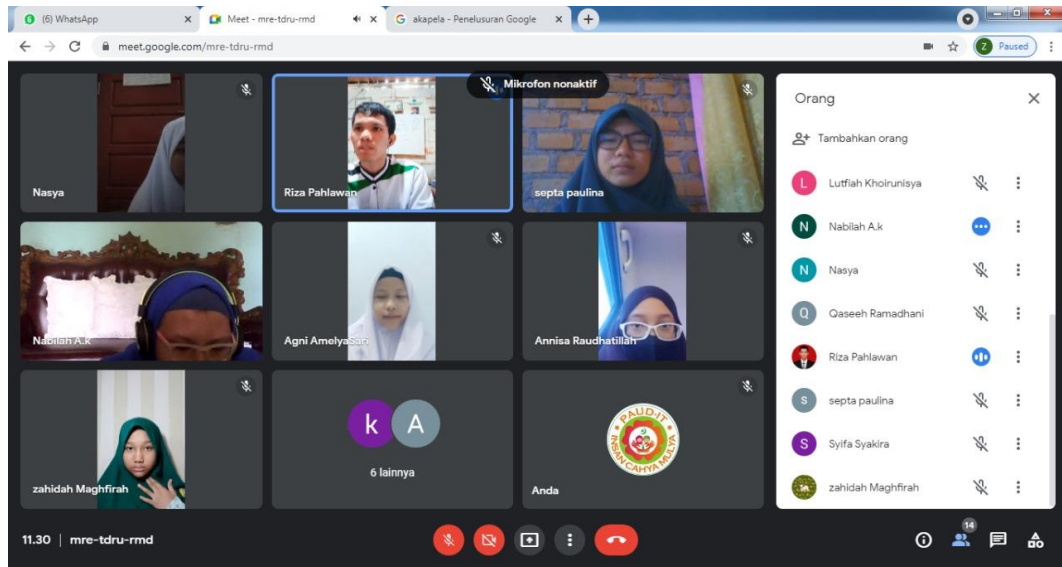 (6) WhatsApp
Meet - mre-tdru-rmd
akapela - Penelusuran Google
meet.google.com/mre-tdru-rmd
Z Paused
Mikrofon nonaktif
Nasya
Riza Pahlawan
septa paulina
Nabilah A.k
Agni Amelyasari
Annisa Raudhatillah
zahidah Maghfirah
k A
6 lainnya
PAUD-IT
INSAN CAHYA MULYA
Anda
Orang
Tambahkan orang
L Lutfiah Khoirunisya
N Nabilah A.k
N Nasya
Q Qaseeh Ramadhani
Riza Pahlawan
s septa paulina
S Syifa Syakira
zahidah Maghfirah
11.30 | mre-tdru-rmd
14